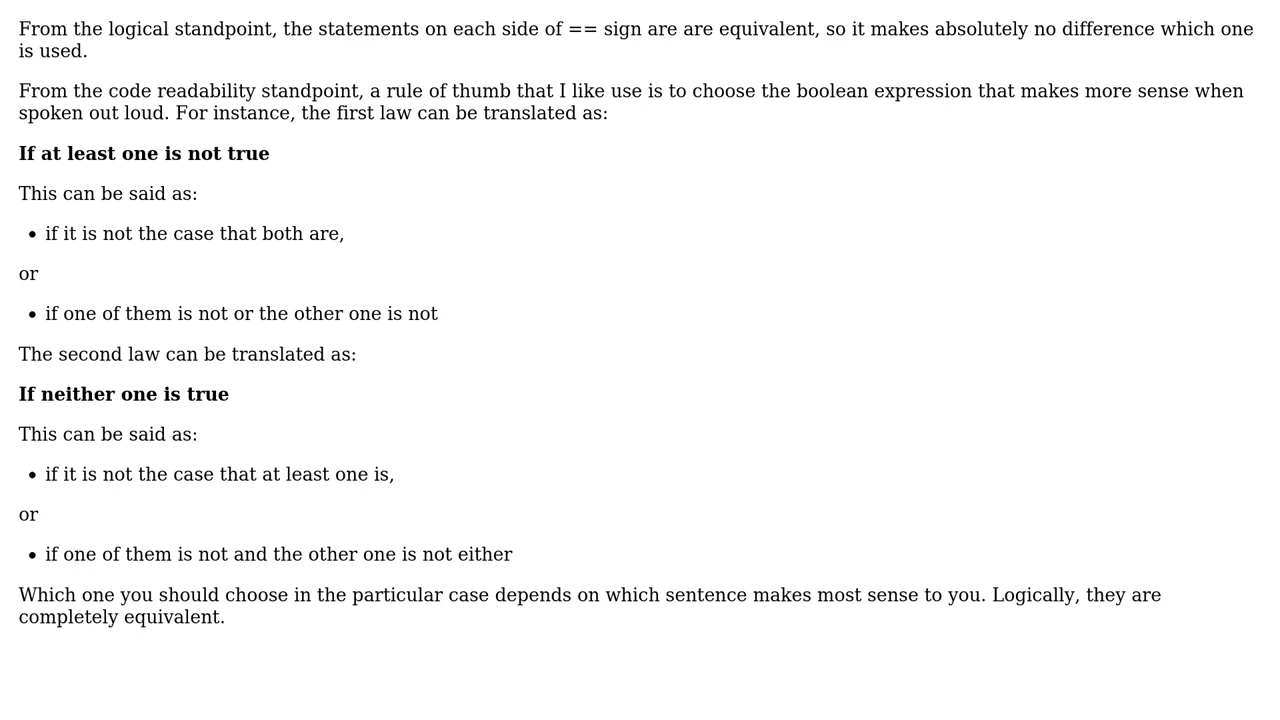 From the logical standpoint, the statements on each side of == sign are are equivalent, so it makes absolutely no difference which one
is used.
From the code readability standpoint, a rule of thumb that I like use is to choose the boolean expression that makes more sense when
spoken out loud. For instance, the first law can be translated as:
If at least one is not true
This can be said as:
• if it is not the case that both are,
or
• if one of them is not or the other one is not
The second law can be translated as:
If neither one is true
This can be said as:
• if it is not the case that at least one is,
or
• if one of them is not and the other one is not either
Which one you should choose in the particular case depends on which sentence makes most sense to you. Logically, they are
completely equivalent.